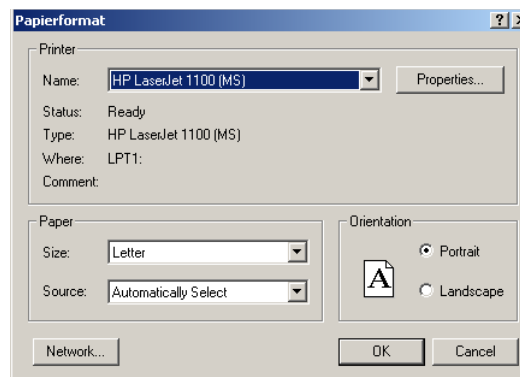 Papierformat
Printer
Name: HP LaserJet 1100 (MS) Properties...
Status: Ready
Type: HP LaserJet 1100 (MS)
Where: LPT1:
Comment:
Paper Orientation
Size: Letter Portrait
A
Source: Automatically Select Landscape
Network... OK Cancel